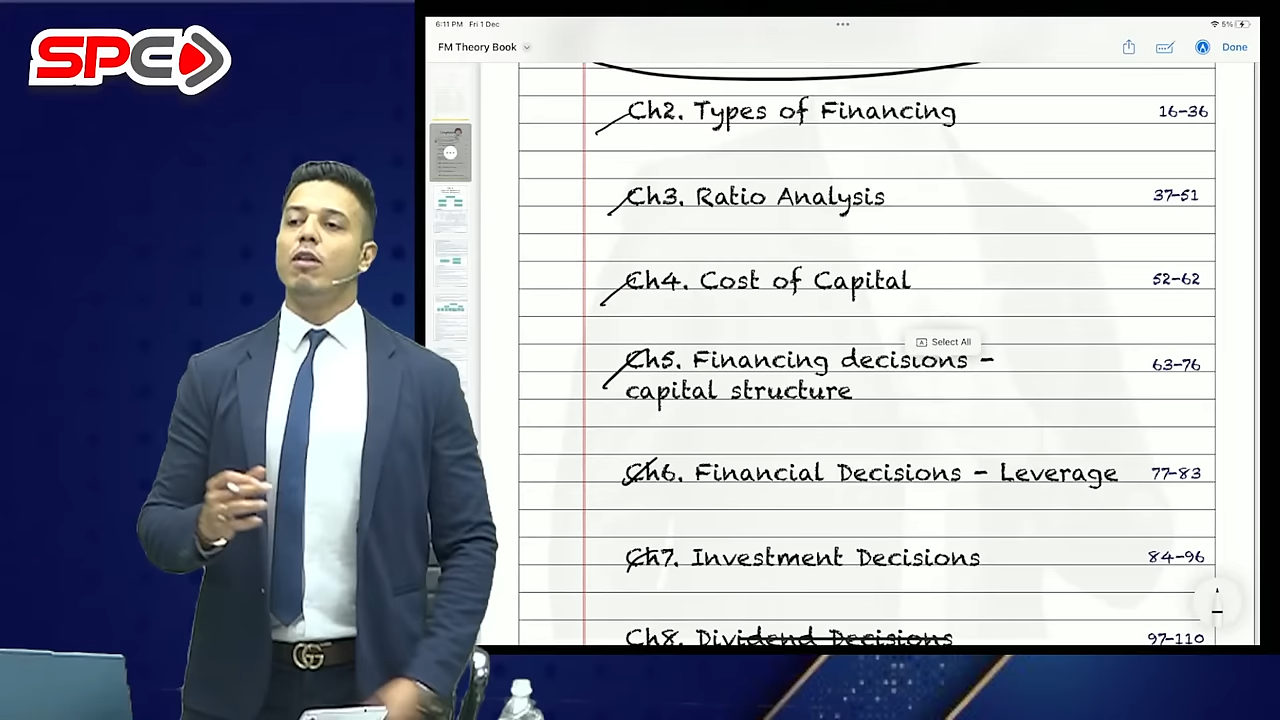 SPC
6:11 PM Fri 1 Dec
5%
FM Theory Book
Done
Ch2. Types of Financing 16-36
Ch3. Ratio Analysis 37-51
Ch4. Cost of Capital 52-62
Select All
Ch5. Financing decisions - 63-76
capital structure
Ch6. Financial Decisions - Leverage 77-83
Ch7. Investment Decisions 84-96
Ch8. Dividend Decisions 97-110